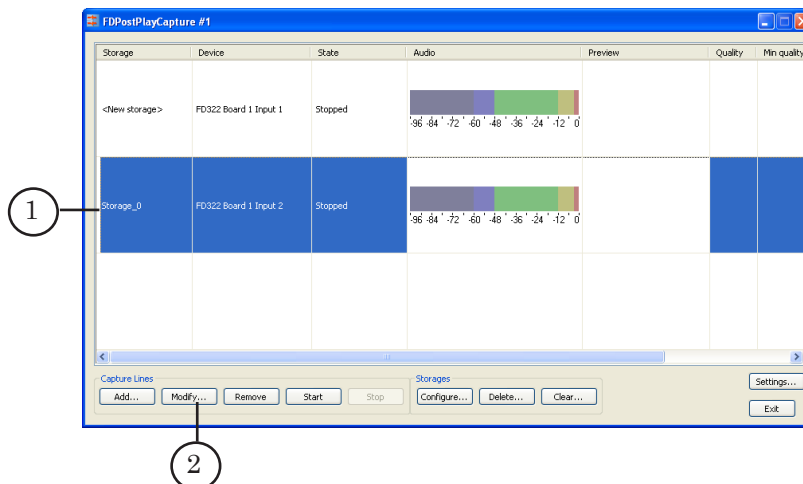 FDPostPlayCapture #1
Storage Device State Audio Preview Quality Min quality
<New storage> FD322 Board 1 Input 1 Stopped
-96 -84 -72 -60 -48 -36 -24 -12 0
1
Storage_0 FD322 Board 1 Input 2 Stopped
-96 -84 -72 -60 -48 -36 -24 -12 0
Capture Lines Storages
Settings...
Add... Modify... Remove Start Stop Configure... Delete... Clear...
Exit
2